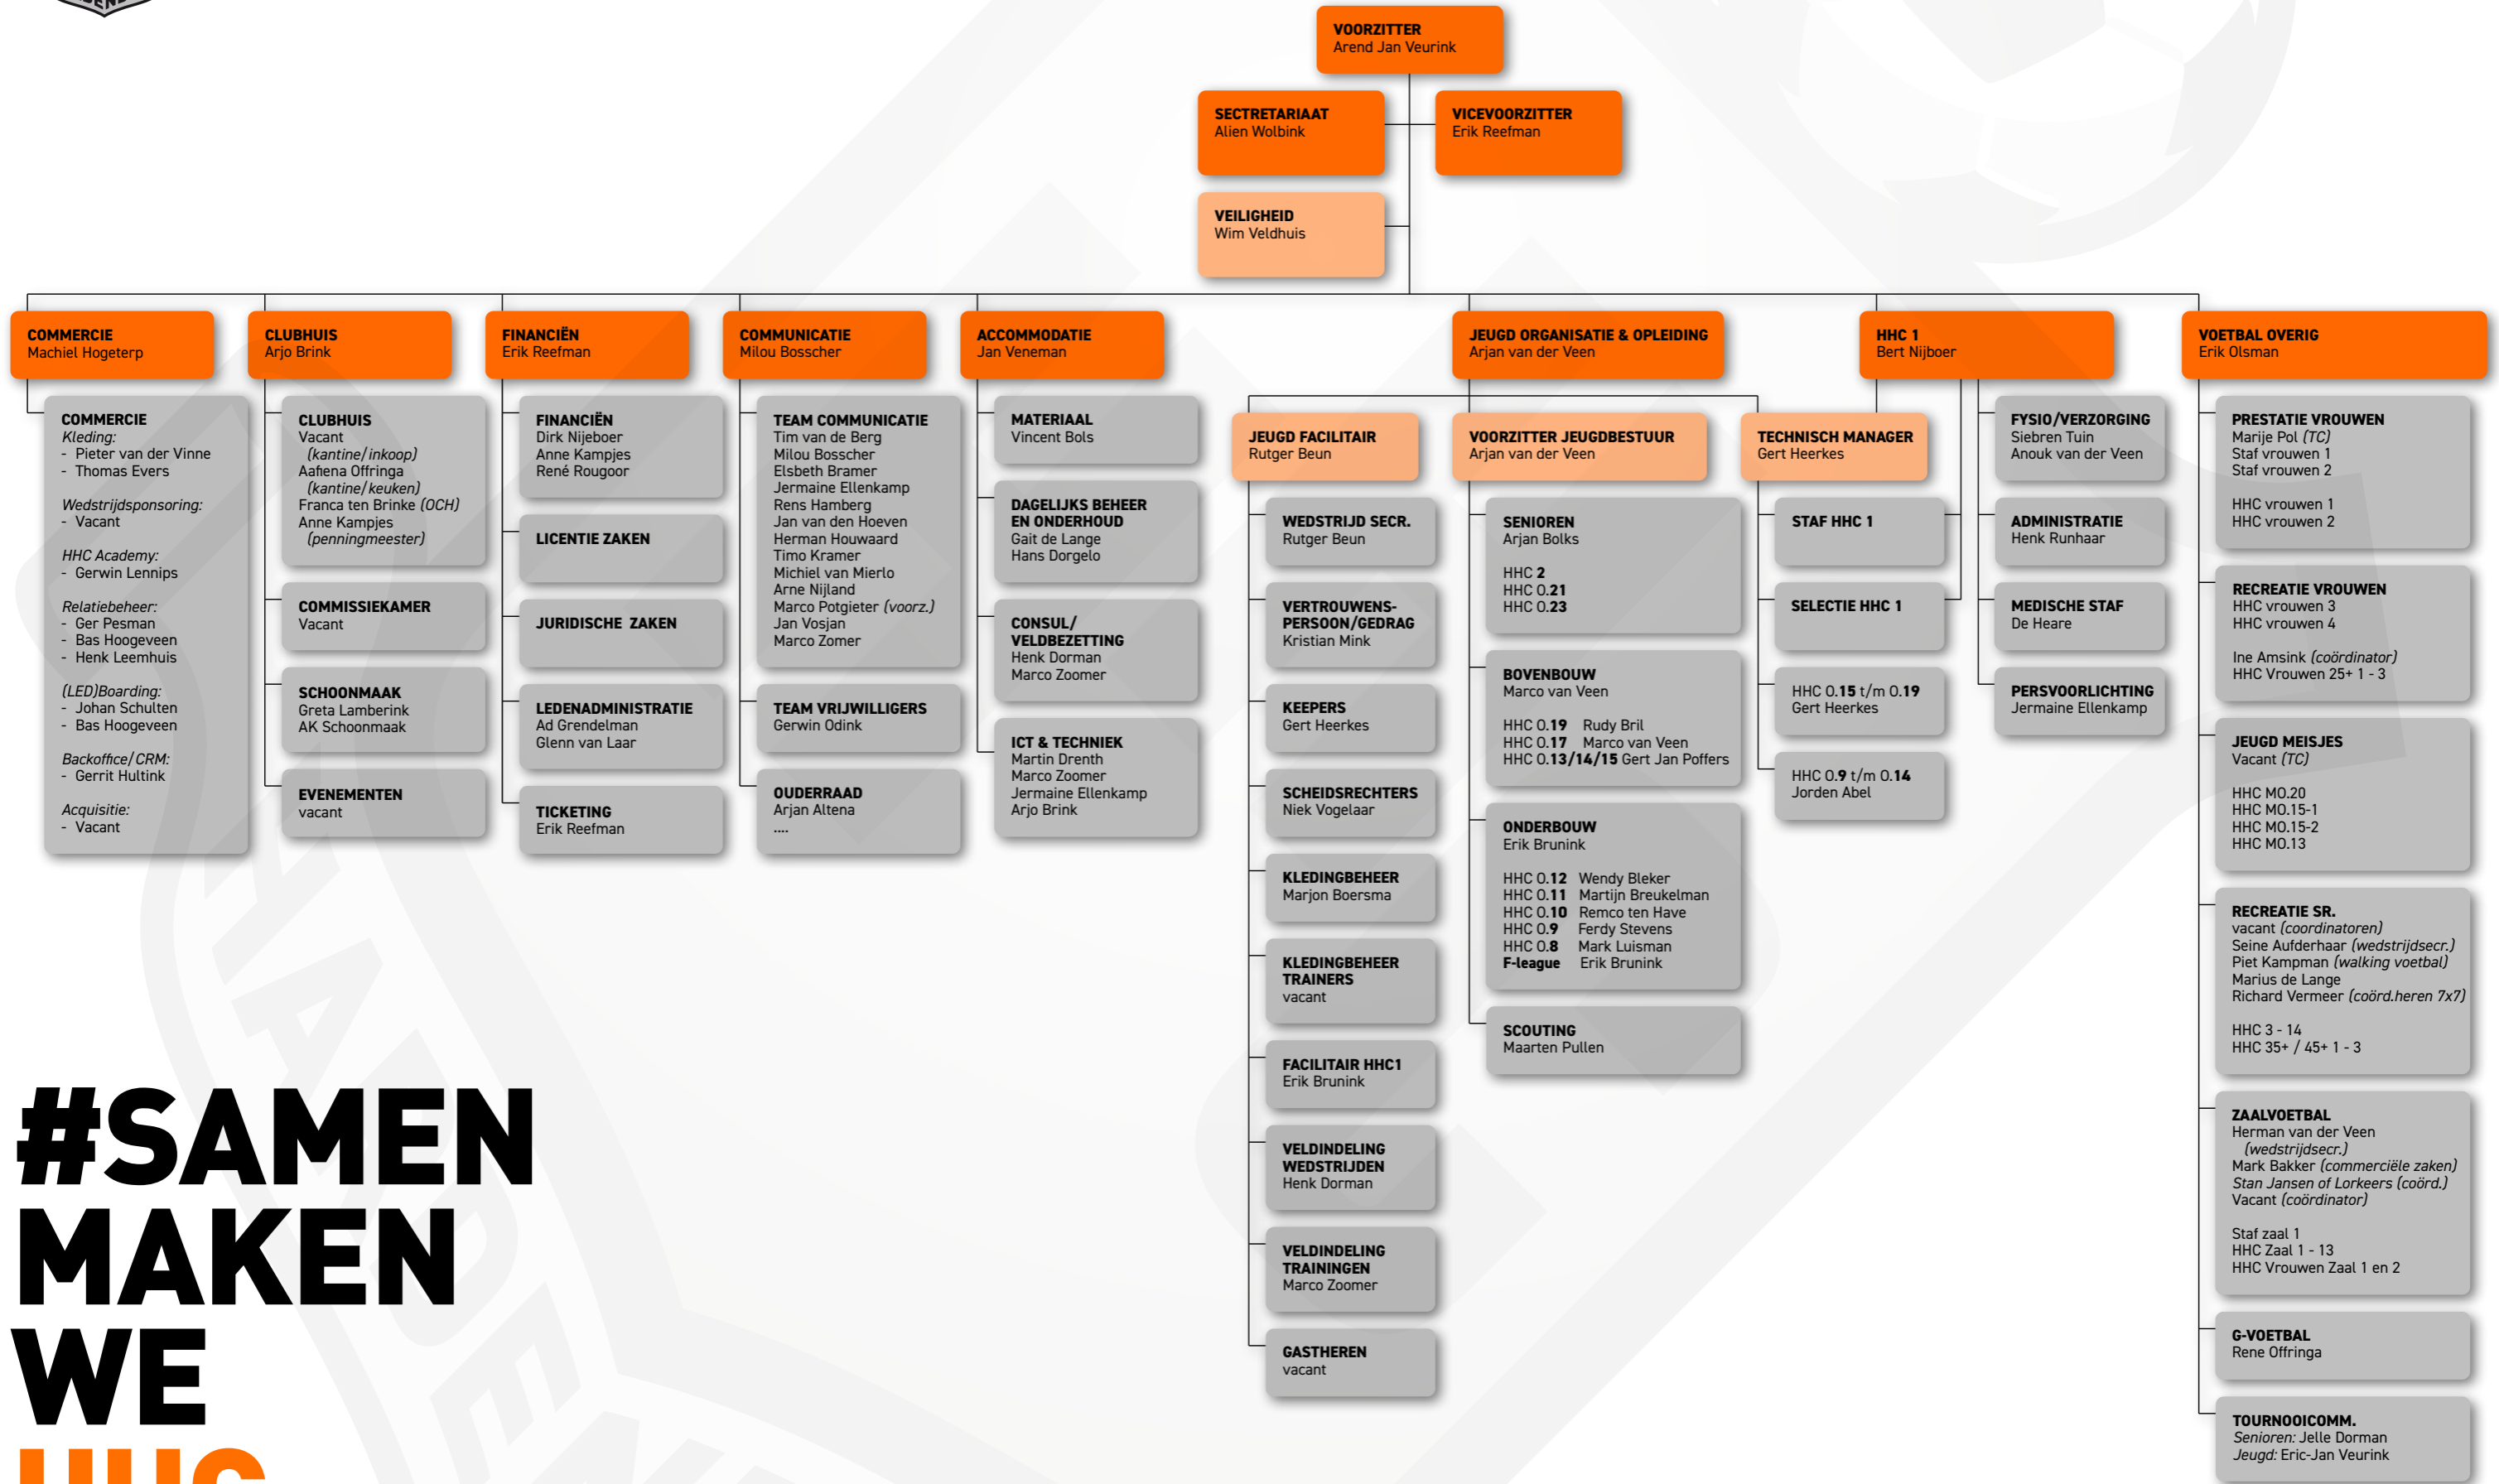 VOORZITTER
Arend Jan Veurink
SECTRETARIAAT
Alien Wolbink
VICEVOORZITTER
Erik Reefman
VEILIGHEID
Wim Veldhuis
COMMERCIE
Machiel Hogeterp
COMMERCIE
Kleding:
- Pieter van der Vinne
- Thomas Evers
Wedstrijdsponsoring:
- Vacant
HHC Academy:
- Gerwin Lennips
Relatiebeheer:
- Ger Pesman
- Bas Hoogeveen
- Henk Leemhuis
(LED)Boarding:
- Johan Schulten
- Bas Hoogeveen
Backoffice/CRM:
- Gerrit Hultink
Acquisitie:
- Vacant
CLUBHUIS
Arjo Brink
CLUBHUIS
Vacant
(kantine/inkoop)
Aafiena Offringa
(kantine/keuken)
Franca ten Brinke (OCH)
Anne Kampjes
(penningmeester)
COMMISSIEKAMER
Vacant
SCHOONMAAK
Greta Lamberink
AK Schoonmaak
EVENEMENTEN
vacant
FINANCIËN
Erik Reefman
FINANCIËN
Dirk Nijeboer
Anne Kampjes
René Rougoor
LICENTIE ZAKEN
JURIDISCHE ZAKEN
LEDENADMINISTRATIE
Ad Grendelman
Glenn van Laar
TICKETING
Erik Reefman
COMMUNICATIE
Milou Bosscher
TEAM COMMUNICATIE
Tim van de Berg
Milou Bosscher
Elsbeth Bramer
Jermaine Ellenkamp
Rens Hamberg
Jan van den Hoeven
Herman Houwaard
Timo Kramer
Michiel van Mierlo
Arne Nijland
Marco Potgieter (voorz.)
Jan Vosjan
Marco Zomer
TEAM VRIJWILLIGERS
Gerwin Odink
OUDERRAAD
Arjan Altena
....
ACCOMMODATIE
Jan Veneman
MATERIAAL
Vincent Bols
DAGELIJKS BEHEER
EN ONDERHOUD
Gait de Lange
Hans Dorgelo
CONSUL/
VELDBEZETTING
Henk Dorman
Marco Zoomer
ICT & TECHNIEK
Martin Drenth
Marco Zoomer
Jermaine Ellenkamp
Arjo Brink
JEUGD ORGANISATIE & OPLEIDING
Arjan van der Veen
JEUGD FACILITAIR
Rutger Beun
WEDSTRIJD SECR.
Rutger Beun
VERTROUWENS-
PERSOON/GEDRAG
Kristian Mink
KEEPERS
Gert Heerkes
SCHEIDSRECHTERS
Niek Vogelaar
KLEDINGBEHEER
Marjon Boersma
KLEDINGBEHEER
TRAINERS
vacant
FACILITAIR HHC1
Erik Brunink
VELDINDELING
WEDSTRIJDEN
Henk Dorman
VELDINDELING
TRAININGEN
Marco Zoomer
GASTHEREN
vacant
VOORZITTER JEUGDBESTUUR
Arjan van der Veen
SENIOREN
Arjan Bolks
HHC 2
HHC O.21
HHC O.23
BOVENBOUW
Marco van Veen
HHC O.19 Rudy Bril
HHC O.17 Marco van Veen
HHC O.13/14/15 Gert Jan Poffers
ONDERBOUW
Erik Brunink
HHC O.12 Wendy Bleker
HHC O.11 Martijn Breukelman
HHC O.10 Remco ten Have
HHC O.9 Ferdy Stevens
HHC O.8 Mark Luisman
F-league Erik Brunink
SCOUTING
Maarten Pullen
TECHNISCH MANAGER
Gert Heerkes
STAF HHC 1
SELECTIE HHC 1
HHC O.15 t/m O.19
Gert Heerkes
HHC O.9 t/m O.14
Jorden Abel
HHC 1
Bert Nijboer
FYSIO/VERZORGING
Siebren Tuin
Anouk van der Veen
ADMINISTRATIE
Henk Runhaar
MEDISCHE STAF
De Heare
PERSVOORLICHTING
Jermaine Ellenkamp
VOETBAL OVERIG
Erik Olsman
PRESTATIE VROUWEN
Marije Pol (TC)
Staf vrouwen 1
Staf vrouwen 2
HHC vrouwen 1
HHC vrouwen 2
RECREATIE VROUWEN
HHC vrouwen 3
HHC vrouwen 4
Ine Amsink (coördinator)
HHC Vrouwen 25+ 1 - 3
JEUGD MEISJES
Vacant (TC)
HHC MO.20
HHC MO.15-1
HHC MO.15-2
HHC MO.13
RECREATIE SR.
vacant (coordinatoren)
Seine Aufderhaar (wedstrijdsecr.)
Piet Kampman (walking voetbal)
Marius de Lange
Richard Vermeer (coörd.heren 7x7)
HHC 3 - 14
HHC 35+ / 45+ 1 - 3
ZAALVOETBAL
Herman van der Veen
(wedstrijdsecr.)
Mark Bakker (commerciële zaken)
Stan Jansen of Lorkeers (coörd.)
Vacant (coördinator)
Staf zaal 1
HHC Zaal 1 - 13
HHC Vrouwen Zaal 1 en 2
G-VOETBAL
Rene Offringa
TOURNOOICOMM.
Senioren: Jelle Dorman
Jeugd: Eric-Jan Veurink
#SAMEN
MAKEN
WE
HHC